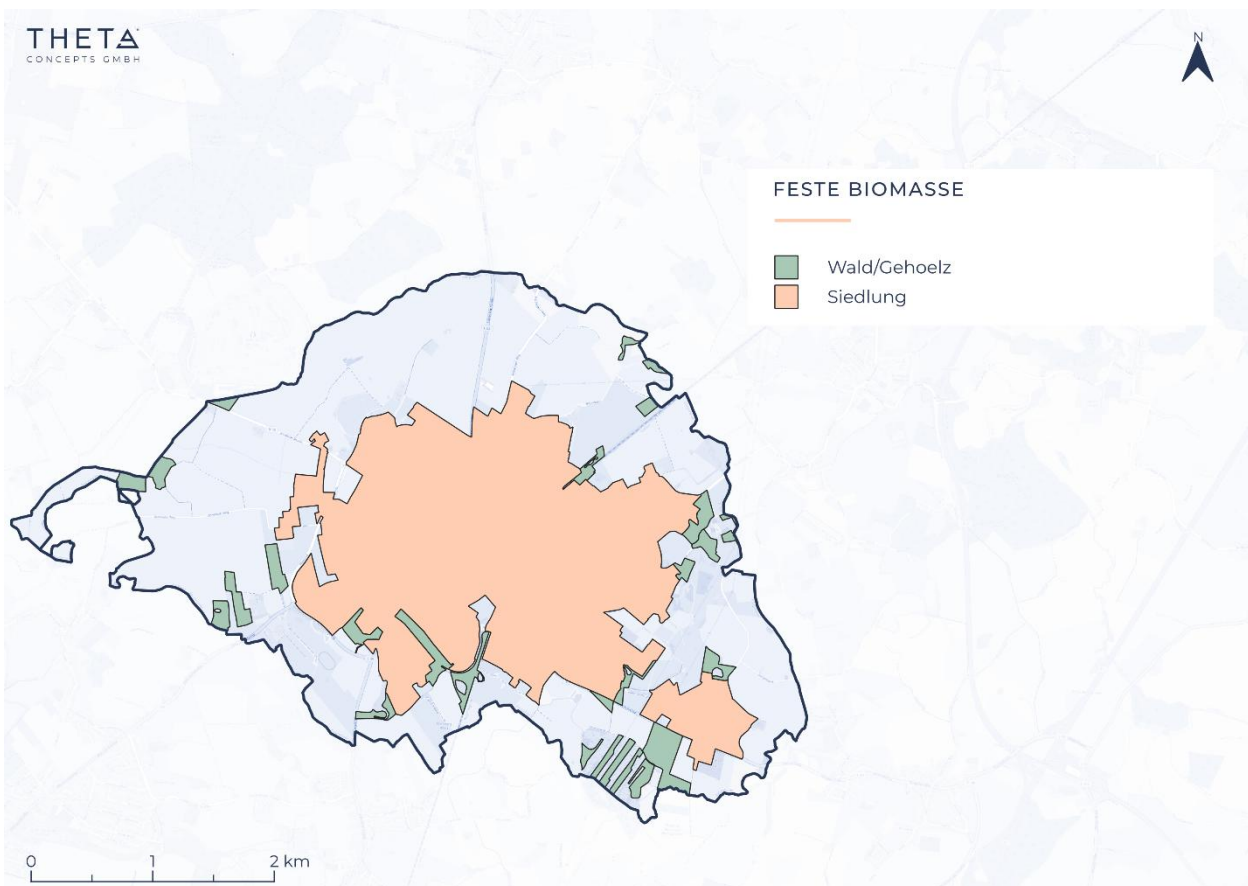 THETA
CONCEPTS GMBH
N
FESTE BIOMASSE
Wald/Gehoelz
Siedlung
0 1 2 km